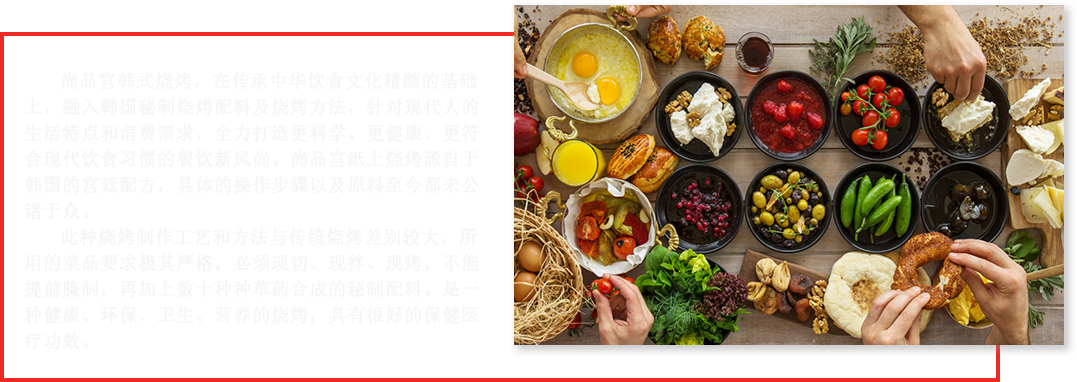 尚品宫韩式烧烤，在传承中华饮食文化精髓的基础
上，融入韩国秘制烧烤配料及烧烤方法，针对现代人的
生活特点和消费需求，全力打造更科学、更健康、更符
合现代饮食习惯的餐饮新风尚。尚品宫纸上烧烤源自于
韩国的宫廷配方，具体的操作步骤以及原料至今都未公
诸于众。
此种烧烤制作工艺和方法与传统烧烤差别较大，所
用的菜品要求极其严格，必须现切、现拌、现烤，不能
提前腌制，再加上数十种种草药合成的秘制配料，是一
种健康、环保、卫生、营养的烧烤，具有很好的保健医
疗功效。